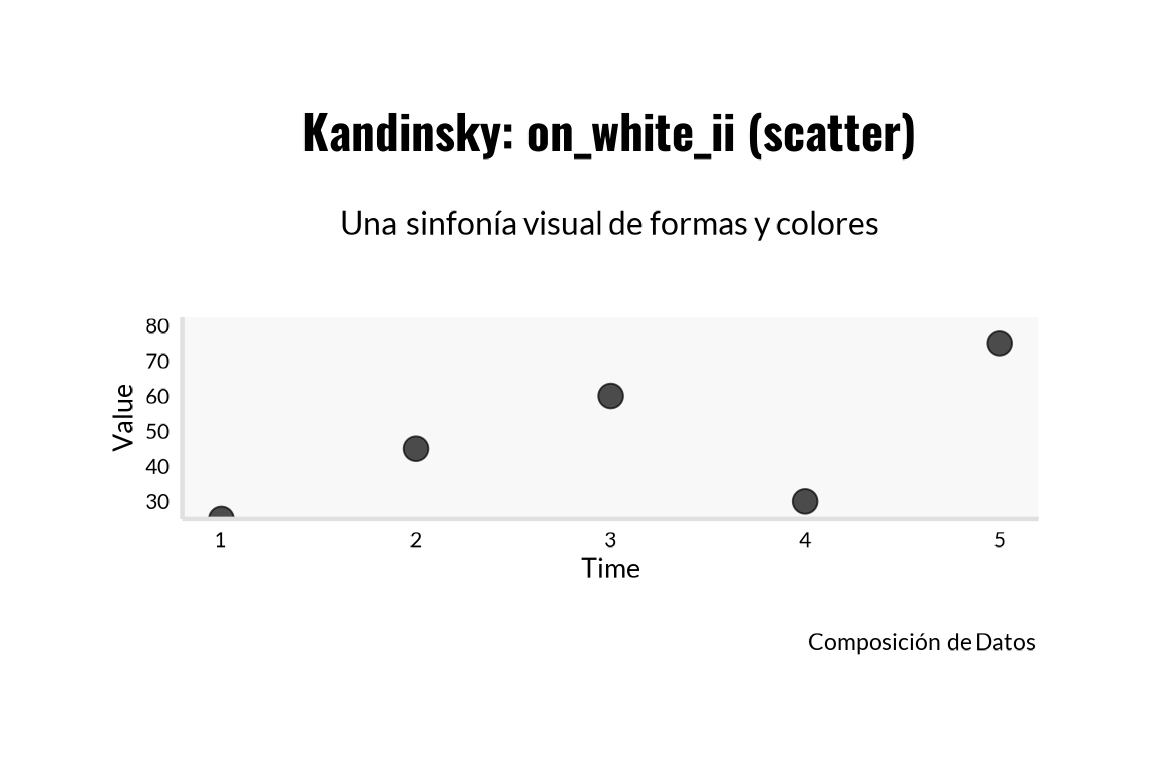 Kandinsky: on_white_ii (scatter)
Una sinfonía visual de formas y colores
80
70
60
50
40
30
Value
1 2 3 4 5
Time
Composición de Datos